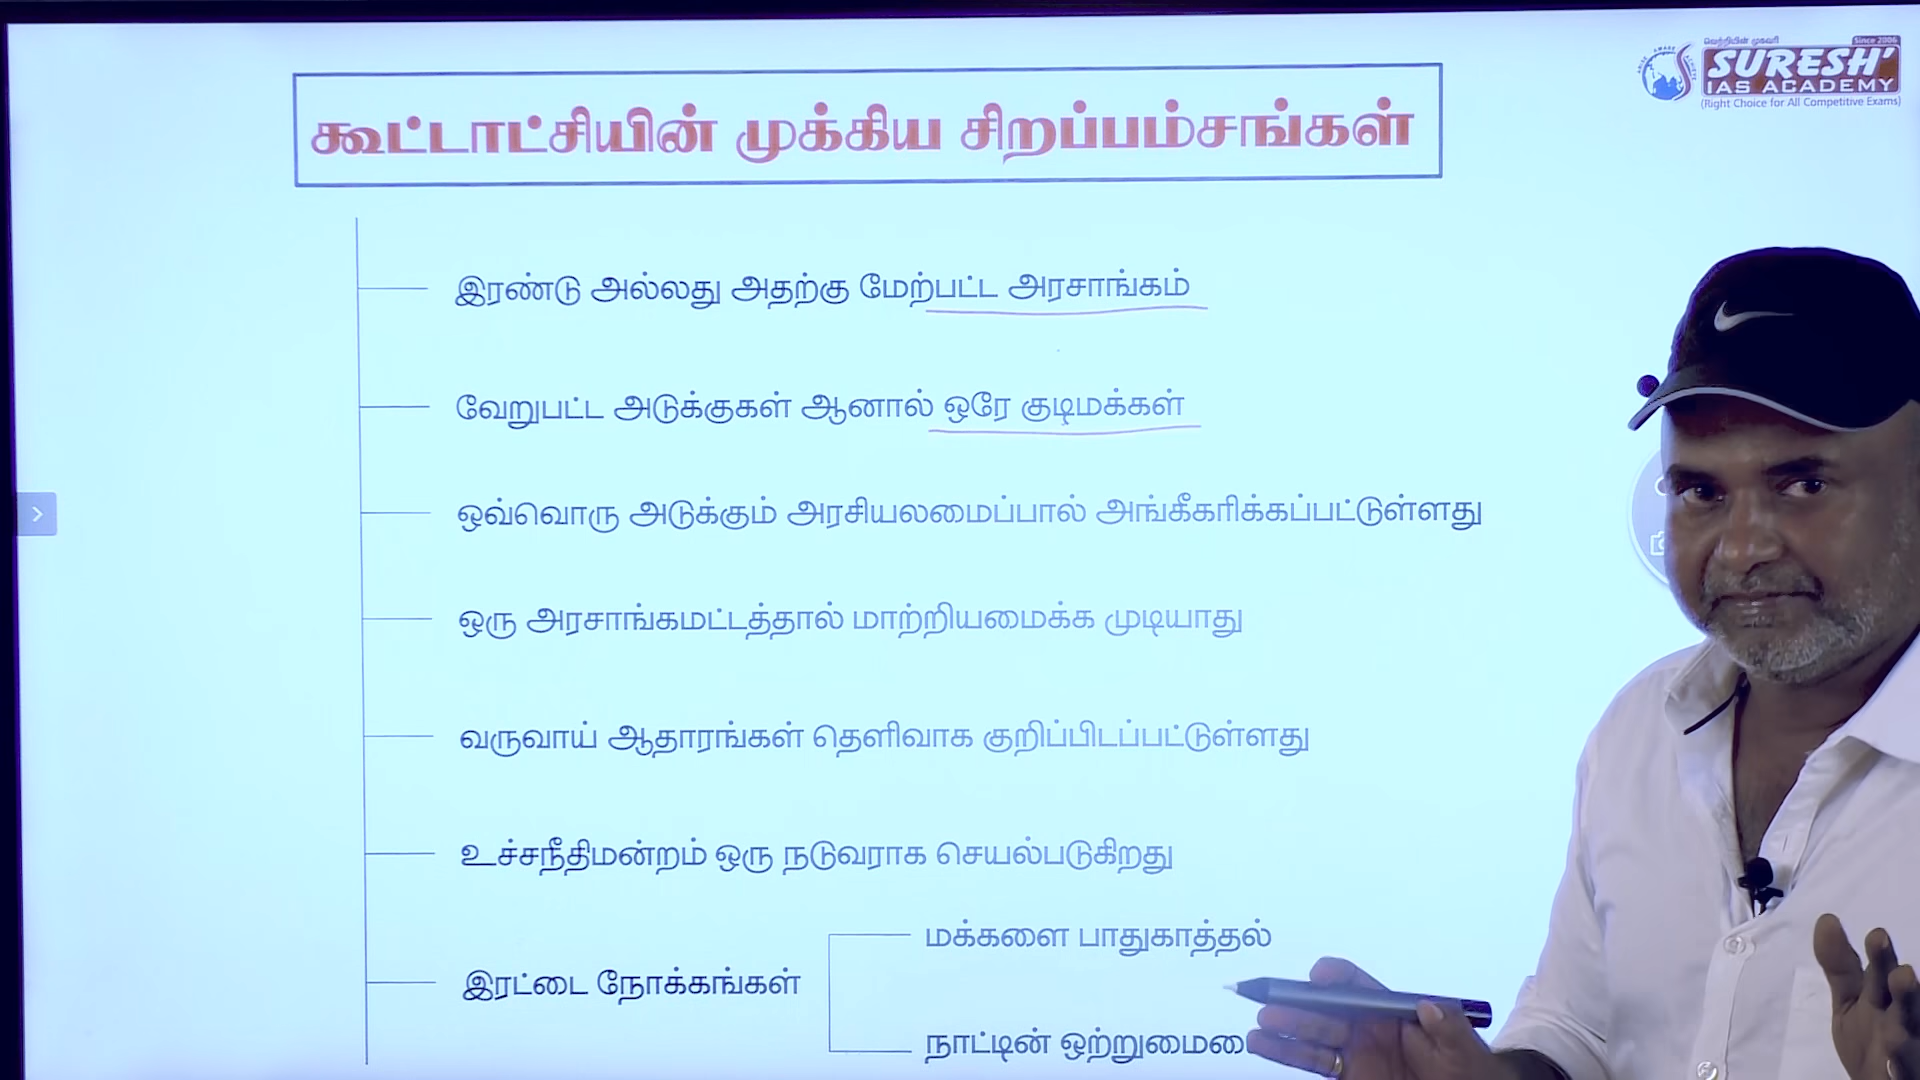 வெற்றியின் முகவரி
Since 2006
SURESH'
IAS ACADEMY
(Right Choice for All Competitive Exams)
கூட்டாட்சியின் முக்கிய சிறப்பம்சங்கள்
இரண்டு அல்லது அதற்கு மேற்பட்ட அரசாங்கம்
வேறுபட்ட அடுக்குகள் ஆனால் ஒரே குடிமக்கள்
ஒவ்வொரு அடுக்கும் அரசியலமைப்பால் அங்கீகரிக்கப்பட்டுள்ளது
ஒரு அரசாங்கமட்டத்தால் மாற்றியமைக்க முடியாது
வருவாய் ஆதாரங்கள் தெளிவாக குறிப்பிடப்பட்டுள்ளது
உச்சநீதிமன்றம் ஒரு நடுவராக செயல்படுகிறது
இரட்டை நோக்கங்கள்
மக்களை பாதுகாத்தல்
நாட்டின்